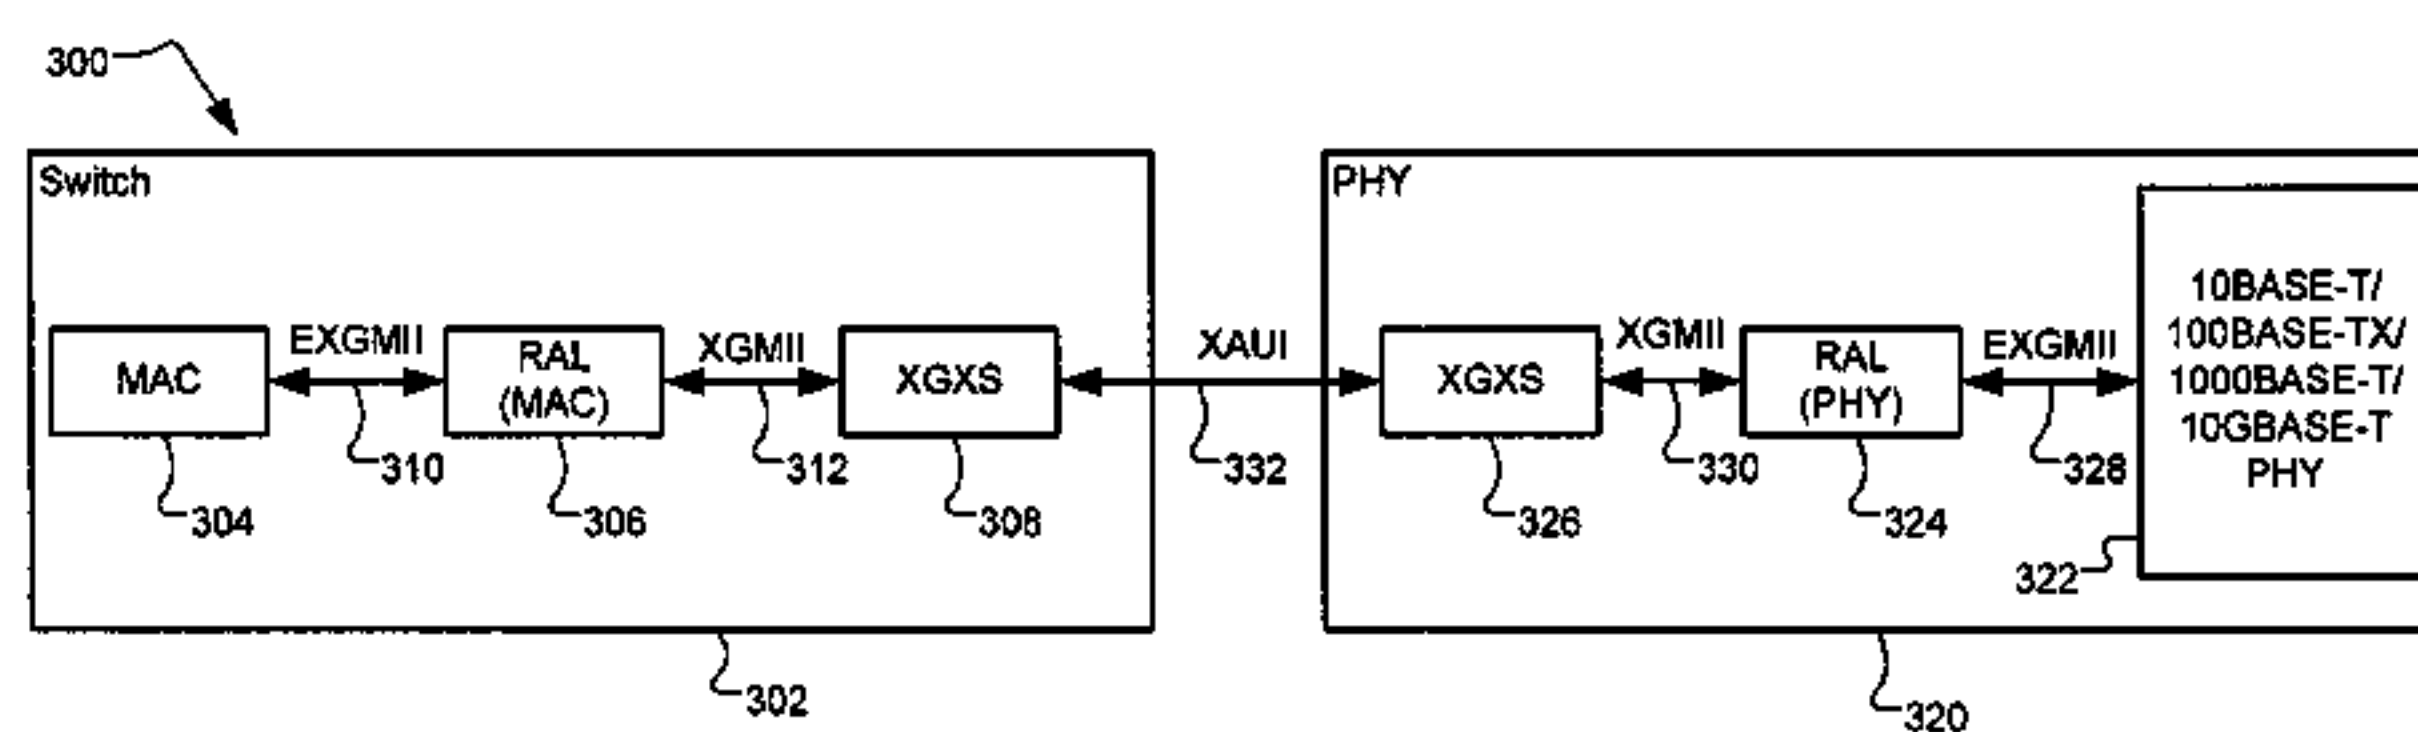 300
Switch
PHY
MAC
EXGMII
RAL
(MAC)
XGMII
XGXS
XAUI
XGXS
XGMII
RAL
(PHY)
EXGMII
10BASE-T/
100BASE-TX/
1000BASE-T/
10GBASE-T
PHY
310
312
332
330
328
304
306
308
326
324
322
302
320